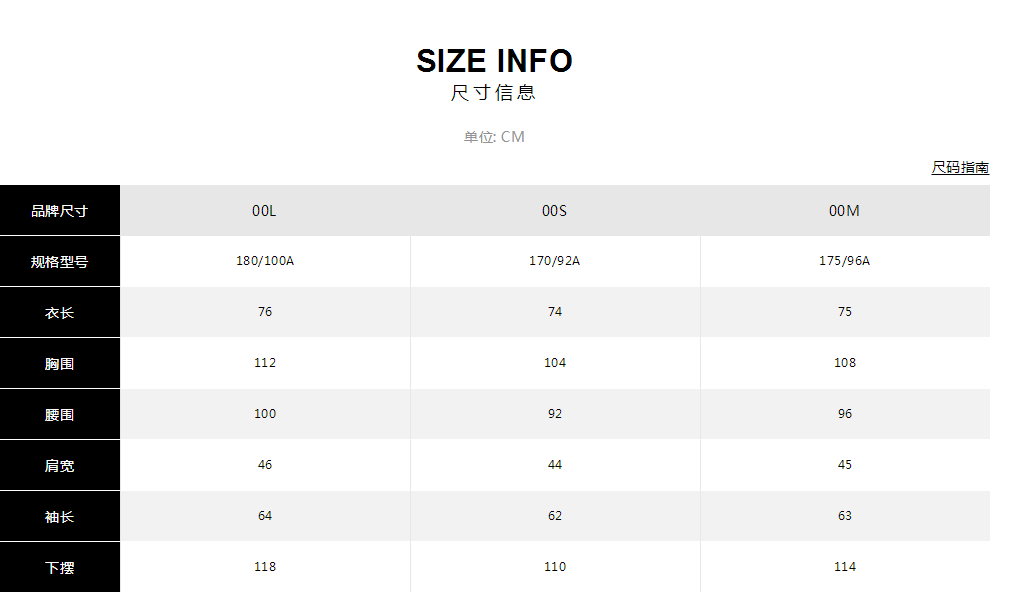 SIZE INFO
尺寸信息
单位: CM
尺码指南
品牌尺寸 00L 00S 00M
规格型号 180/100A 170/92A 175/96A
衣长 76 74 75
胸围 112 104 108
腰围 100 92 96
肩宽 46 44 45
袖长 64 62 63
下摆 118 110 114